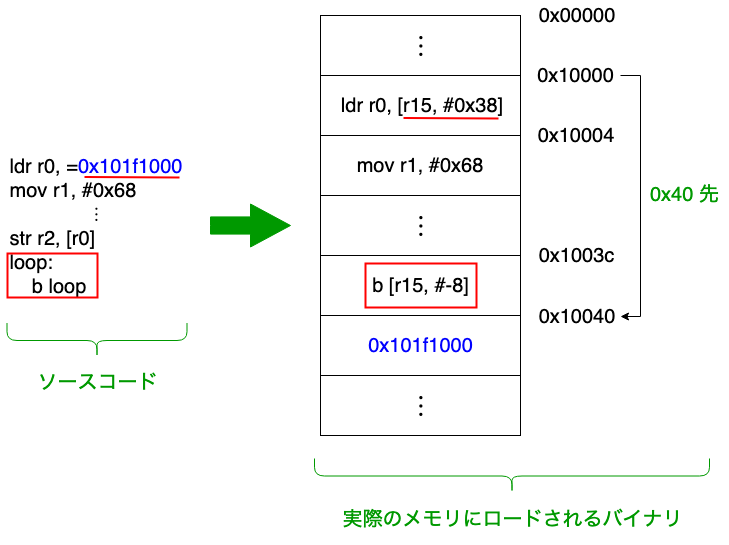 ldr r0, =0x101f1000
mov r1, #0x68
⋮
str r2, [r0]
loop:
b loop
ソースコード
0x00000
⋮
0x10000
ldr r0, [r15, #0x38]
0x10004
mov r1, #0x68
⋮
0x40 先
0x1003c
b [r15, #-8]
0x10040
0x101f1000
⋮
実際のメモリにロードされるバイナリ